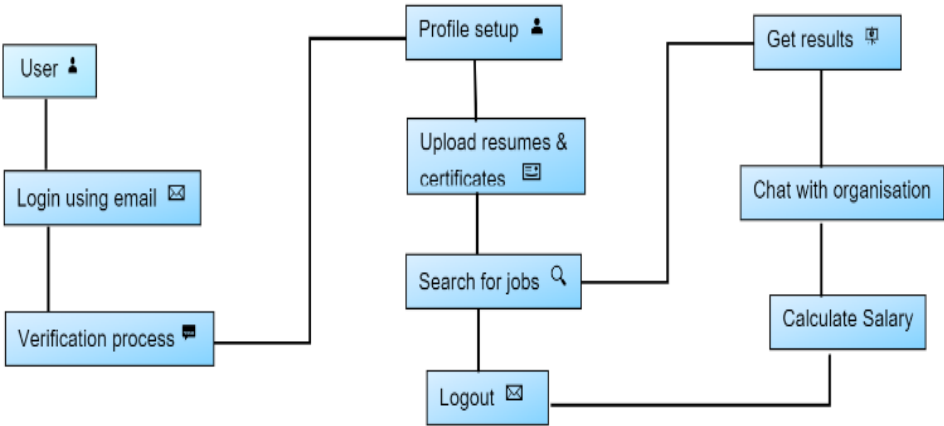 User
Login using email
Verification process
Profile setup
Upload resumes &
certificates
Search for jobs
Logout
Get results
Chat with organisation
Calculate Salary